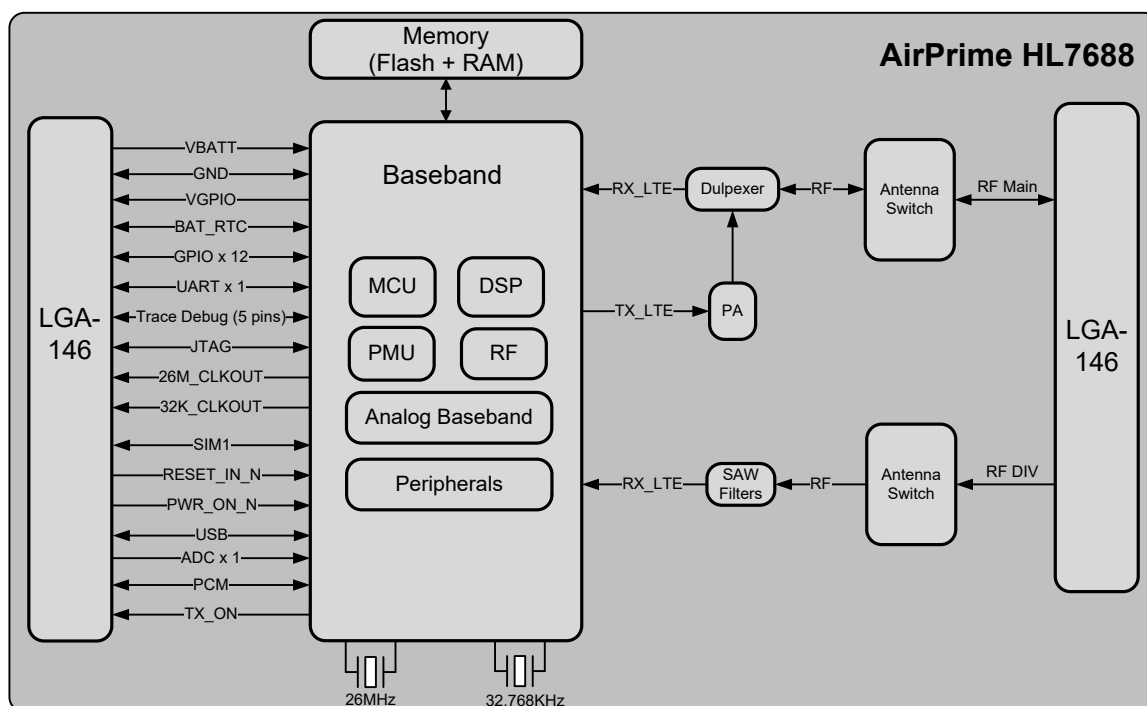 Memory
(Flash + RAM)
AirPrime HL7688
LGA-
146
VBATT
GND
VGPIO
BAT_RTC
GPIO x 12
UART x 1
Trace Debug (5 pins)
JTAG
26M_CLKOUT
32K_CLKOUT
SIM1
RESET_IN_N
PWR_ON_N
USB
ADC x 1
PCM
TX_ON
Baseband
MCU
DSP
PMU
RF
Analog Baseband
Peripherals
26MHz
32.768KHz
RX_LTE
Dulpexer
RF
Antenna
Switch
RF Main
TX_LTE
PA
RX_LTE
SAW
Filters
RF
Antenna
Switch
RF DIV
LGA-
146